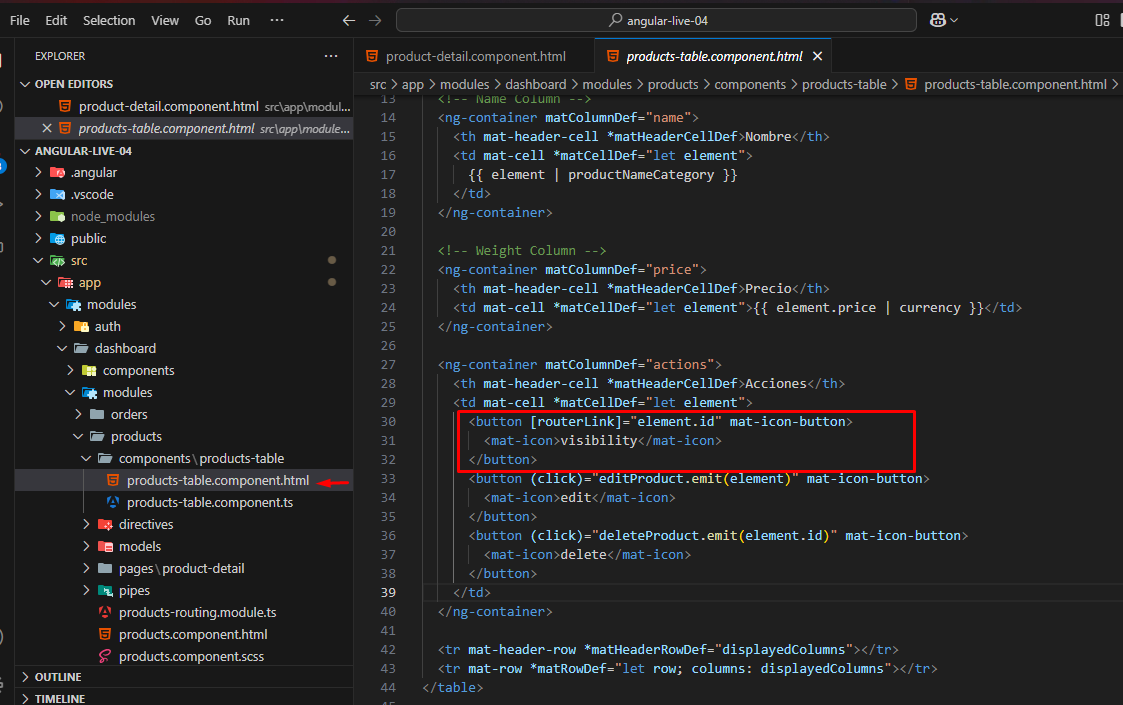 File Edit Selection View Go Run ··· ← → angular-live-04
EXPLORER ···
OPEN EDITORS
product-detail.component.html src\app\modul...
products-table.component.html src\app\module...
ANGULAR-LIVE-04
.angular
.vscode
node_modules
public
src
app
modules
auth
dashboard
components
modules
orders
products
components\products-table
products-table.component.html
products-table.component.ts
directives
models
pages\product-detail
pipes
products-routing.module.ts
products.component.html
products.component.scss
OUTLINE
TIMELINE
product-detail.component.html products-table.component.html
src > app > modules > dashboard > modules > products > components > products-table > products-table.component.html >
13 <!-- Name Column -->
14 <ng-container matColumnDef="name">
15 <th mat-header-cell *matHeaderCellDef>Nombre</th>
16 <td mat-cell *matCellDef="let element">
17 {{ element | productNameCategory }}
18 </td>
19 </ng-container>
20
21 <!-- Weight Column -->
22 <ng-container matColumnDef="price">
23 <th mat-header-cell *matHeaderCellDef>Precio</th>
24 <td mat-cell *matCellDef="let element">{{ element.price | currency }}</td>
25 </ng-container>
26
27 <ng-container matColumnDef="actions">
28 <th mat-header-cell *matHeaderCellDef>Acciones</th>
29 <td mat-cell *matCellDef="let element">
30 <button [routerLink]="element.id" mat-icon-button>
31 <mat-icon>visibility</mat-icon>
32 </button>
33 <button (click)="editProduct.emit(element)" mat-icon-button>
34 <mat-icon>edit</mat-icon>
35 </button>
36 <button (click)="deleteProduct.emit(element.id)" mat-icon-button>
37 <mat-icon>delete</mat-icon>
38 </button>
39 </td>
40 </ng-container>
41
42 <tr mat-header-row *matHeaderRowDef="displayedColumns"></tr>
43 <tr mat-row *matRowDef="let row; columns: displayedColumns"></tr>
44 </table>